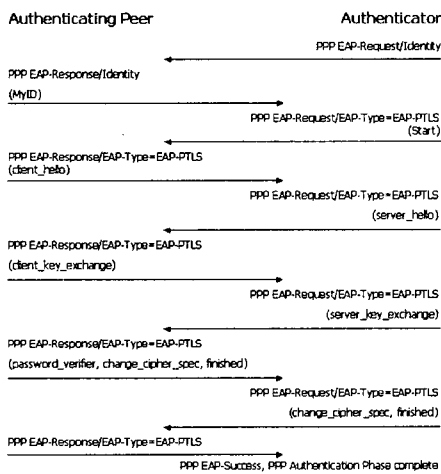 Authenticating Peer
Authenticator
PPP EAP-Request/Identity
PPP EAP-Response/Identity
(MyID)
PPP EAP-Request/EAP-Type=EAP-PTLS
(Start)
PPP EAP-Response/EAP-Type=EAP-PTLS
(client_hello)
PPP EAP-Request/EAP-Type=EAP-PTLS
(server_hello)
PPP EAP-Response/EAP-Type=EAP-PTLS
(client_key_exchange)
PPP EAP-Request/EAP-Type=EAP-PTLS
(server_key_exchange)
PPP EAP-Response/EAP-Type=EAP-PTLS
(password_verifier, change_cipher_spec, finished)
PPP EAP-Request/EAP-Type=EAP-PTLS
(change_cipher_spec, finished)
PPP EAP-Response/EAP-Type=EAP-PTLS
PPP EAP-Success, PPP Authentication Phase complete